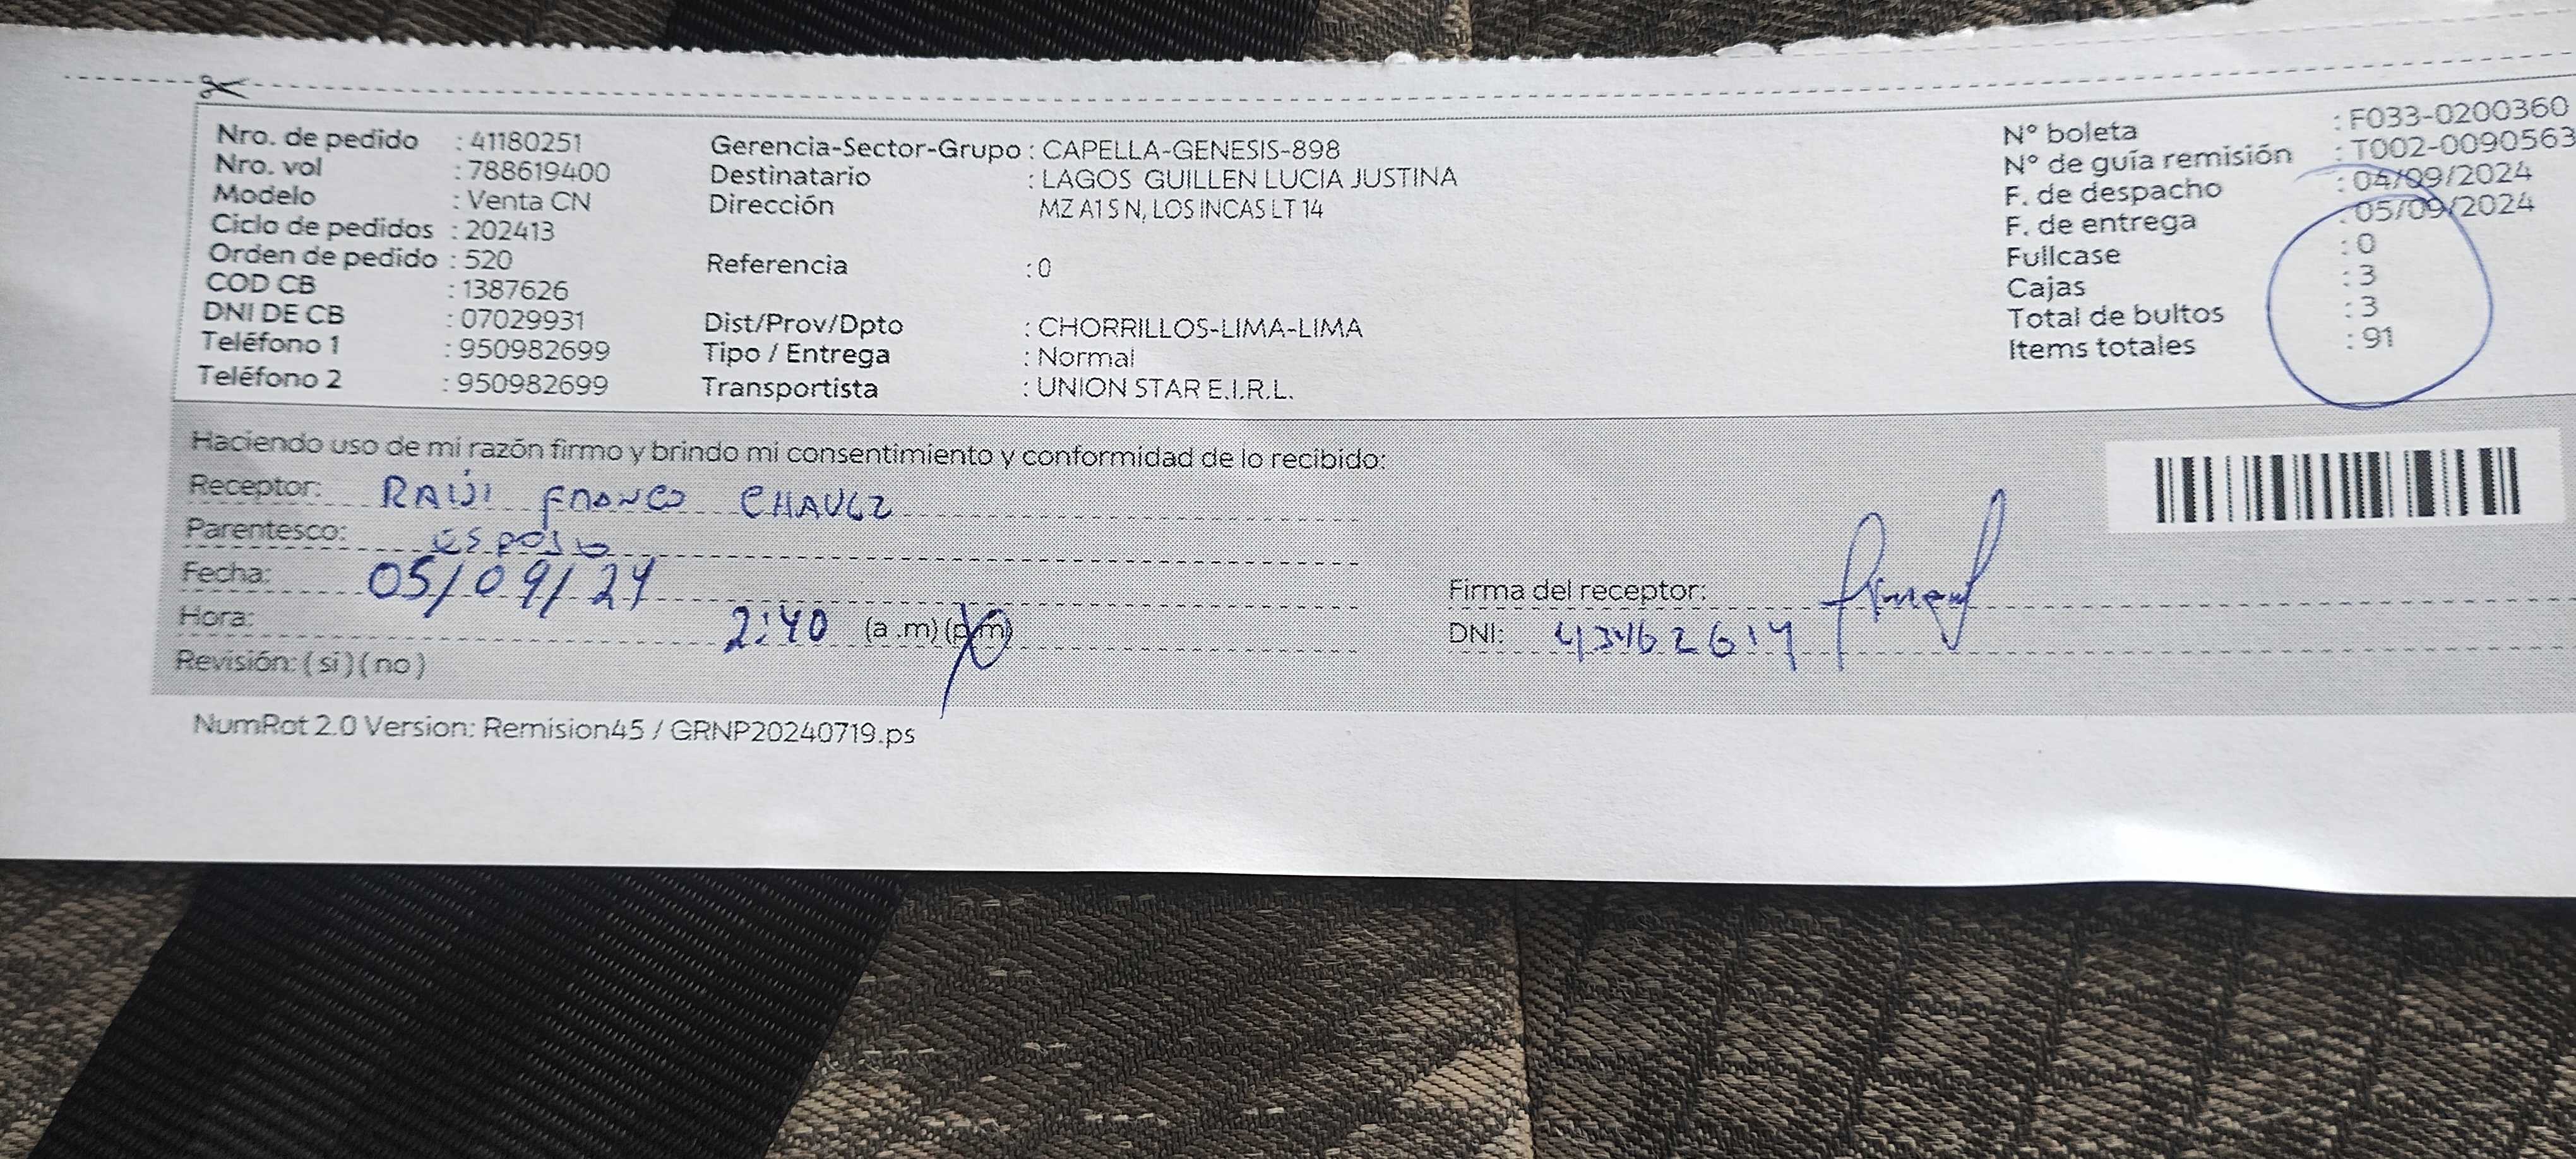 Nro. de pedido : 41180251
Nro. vol : 788619400
Modelo : Venta CN
Ciclo de pedidos : 202413
Orden de pedido : 520
COD CB : 1387626
DNI DE CB : 07029931
Teléfono 1 : 950982699
Teléfono 2 : 950982699
Gerencia-Sector-Grupo : CAPELLA-GENESIS-898
Destinatario : LAGOS GUILLEN LUCIA JUSTINA
Dirección MZ A1 S N, LOS INCAS LT 14
Referencia : 0
Dist/Prov/Dpto : CHORRILLOS-LIMA-LIMA
Tipo / Entrega : Normal
Transportista : UNION STAR E.I.R.L.
N° boleta : F033-0200360
N° de guía remisión : T002-0090563
F. de despacho : 04/09/2024
F. de entrega : 05/09/2024
Fullcase : 0
Cajas : 3
Total de bultos : 3
Items totales : 91
Haciendo uso de mi razón firmo y brindo mi consentimiento y conformidad de lo recibido:
Receptor: FRANCO CHAVEZ
Parentesco: ESPOSO
Fecha: 05/09/24
Hora: 2:40 (a .m) (p.m)
Revisión: (si) (no)
Firma del receptor:
DNI:
NumRot 2.0 Version: Remision45 / GRNP20240719.ps